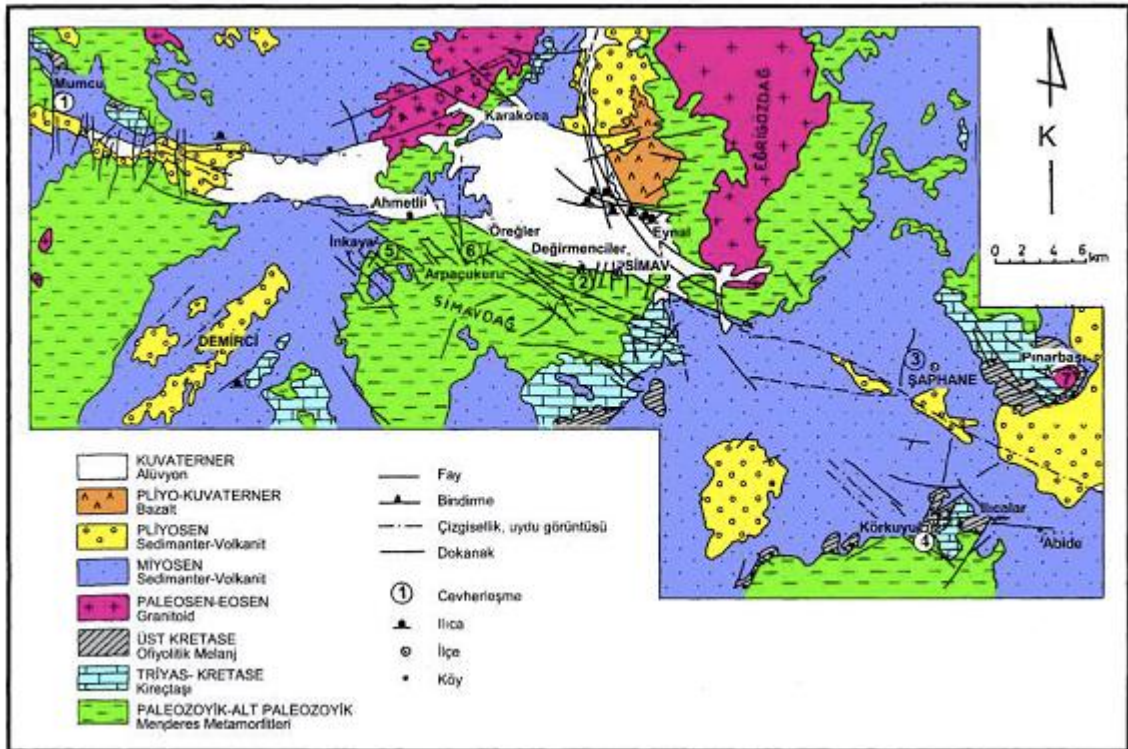 Mumcu
1
Karakoca
AKDAĞ
EĞRİGÖZDAĞ
K
0 2 4 6 km
Ahmetli
Öreğler
Eynal
İnkaya
5
6
Değirmenciler
SİMAV
Arpaçukuru
2
SİMAVDAĞ
DEMİRCİ
3
ŞAPHANE
Pınarbaşı
7
Ilıcalar
Körkuyu
4
Abide
KUVATERNER
Alüvyon
PLİYO-KUVATERNER
Bazalt
PLİYOSEN
Sedimanter-Volkanit
MİYOSEN
Sedimanter-Volkanit
PALEOSEN-EOSEN
Granitoid
ÜST KRETASE
Ofiyolitik Melanj
TRİYAS- KRETASE
Kireçtaşı
PALEOZOYİK-ALT PALEOZOYİK
Menderes Metamorfitleri
Fay
Bindirme
Çizgisellik, uydu görüntüsü
Dokanak
1 Cevherleşme
Ilıca
İlçe
Köy